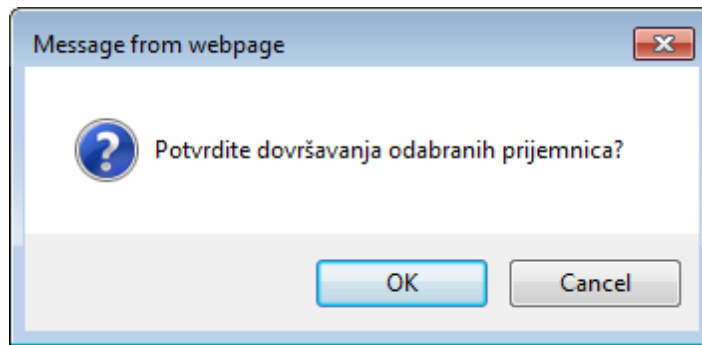 Message from webpage
Potvrdite dovršavanja odabranih prijemnica?
OK
Cancel